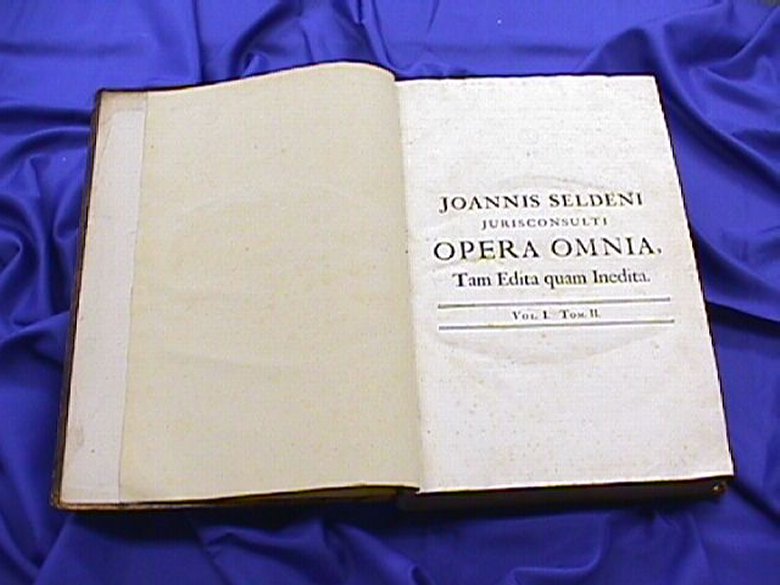 JOANNIS SELDENI
JURISCONSULTI
OPERA OMNIA,
Tam Edita quam Inedita.
Vol. I. Tom. II.